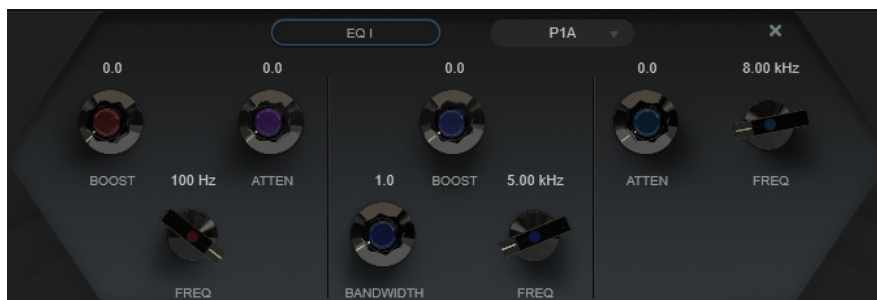 EQ I P1A
0.0 0.0 0.0 0.0 8.00 kHz
BOOST 100 Hz ATTEN 1.0 BOOST 5.00 kHz ATTEN FREQ
FREQ BANDWIDTH FREQ